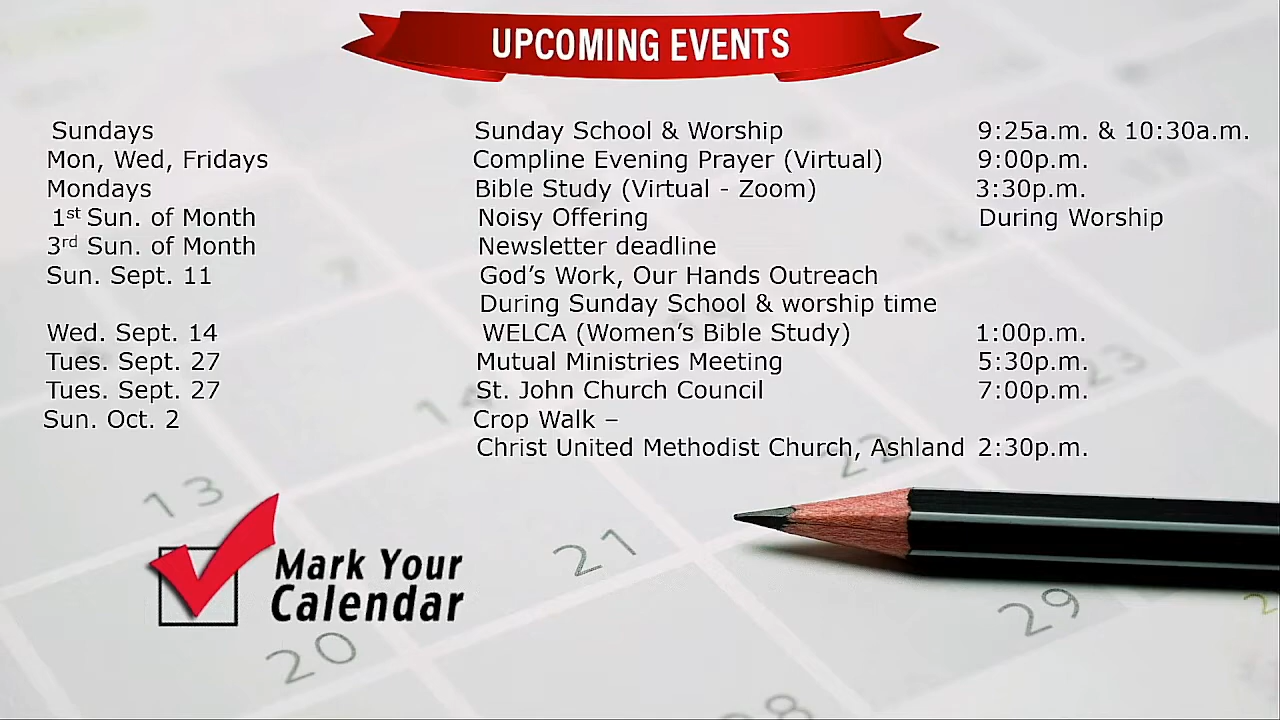 UPCOMING EVENTS
Sundays Sunday School & Worship 9:25a.m. & 10:30a.m.
Mon, Wed, Fridays Compline Evening Prayer (Virtual) 9:00p.m.
Mondays Bible Study (Virtual - Zoom) 3:30p.m.
1st Sun. of Month Noisy Offering During Worship
3rd Sun. of Month Newsletter deadline
Sun. Sept. 11 God's Work, Our Hands Outreach
During Sunday School & worship time
Wed. Sept. 14 WELCA (Women's Bible Study) 1:00p.m.
Tues. Sept. 27 Mutual Ministries Meeting 5:30p.m.
Tues. Sept. 27 St. John Church Council 7:00p.m.
Sun. Oct. 2 Crop Walk –
Christ United Methodist Church, Ashland 2:30p.m.
7
16
14
23
22
13
21
Mark Your
Calendar
29
20